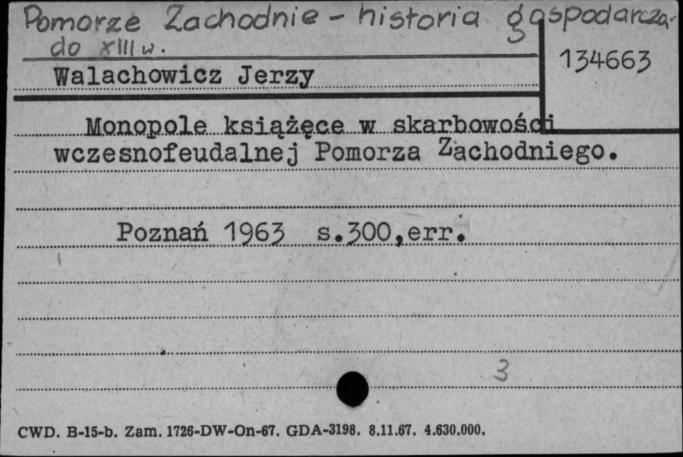 Pomorze Zachodnie - historia gospodarcza
do XIII w.
134663
Walachowicz Jerzy
Monopole książęce w skarbowości
wczesnofeudalnej Pomorza Zachodniego.
Poznań 1963 s.300,err.
3
CWD. B-15-b. Zam. 1726-DW-On-67. GDA-3198. 8.11.67. 4.630.000.